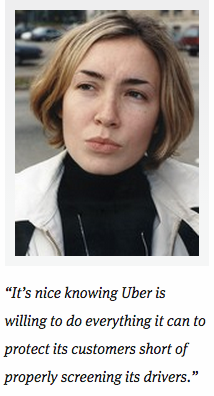 “It’s nice knowing Uber is
willing to do everything it can to
protect its customers short of
properly screening its drivers.”